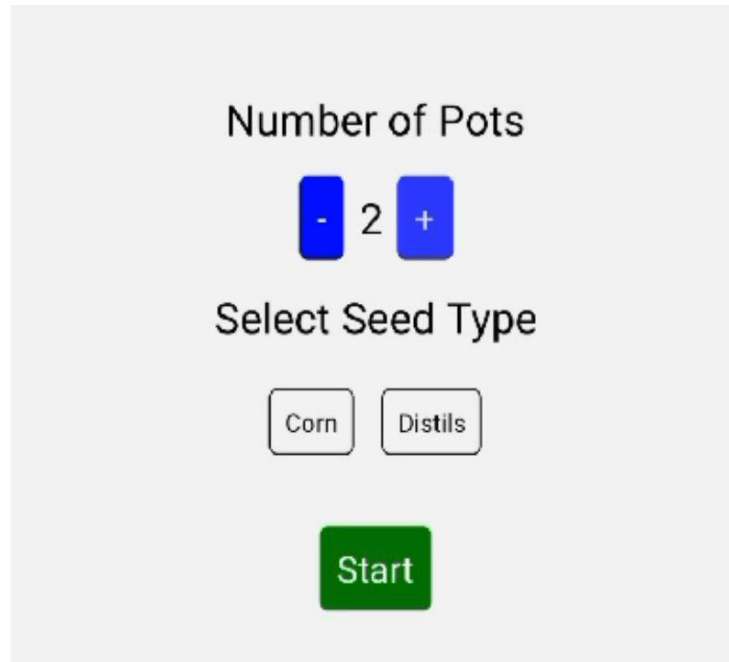 Number of Pots
- 2 +
Select Seed Type
Corn Distils
Start